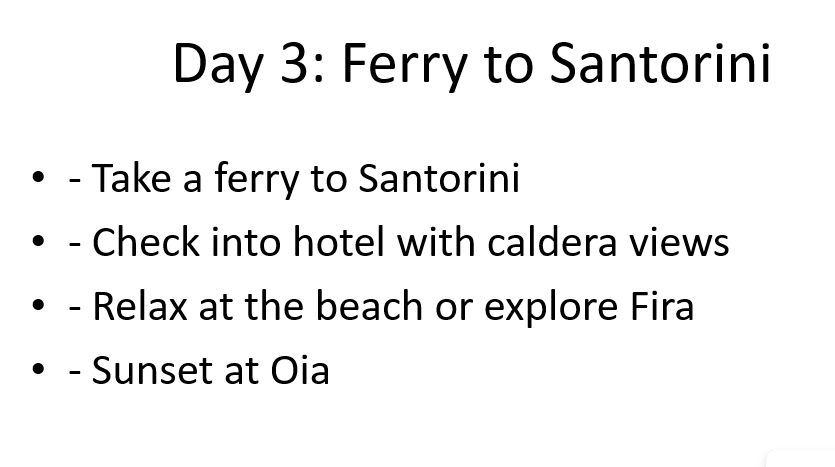 Day 3: Ferry to Santorini
• - Take a ferry to Santorini
• - Check into hotel with caldera views
• - Relax at the beach or explore Fira
• - Sunset at Oia